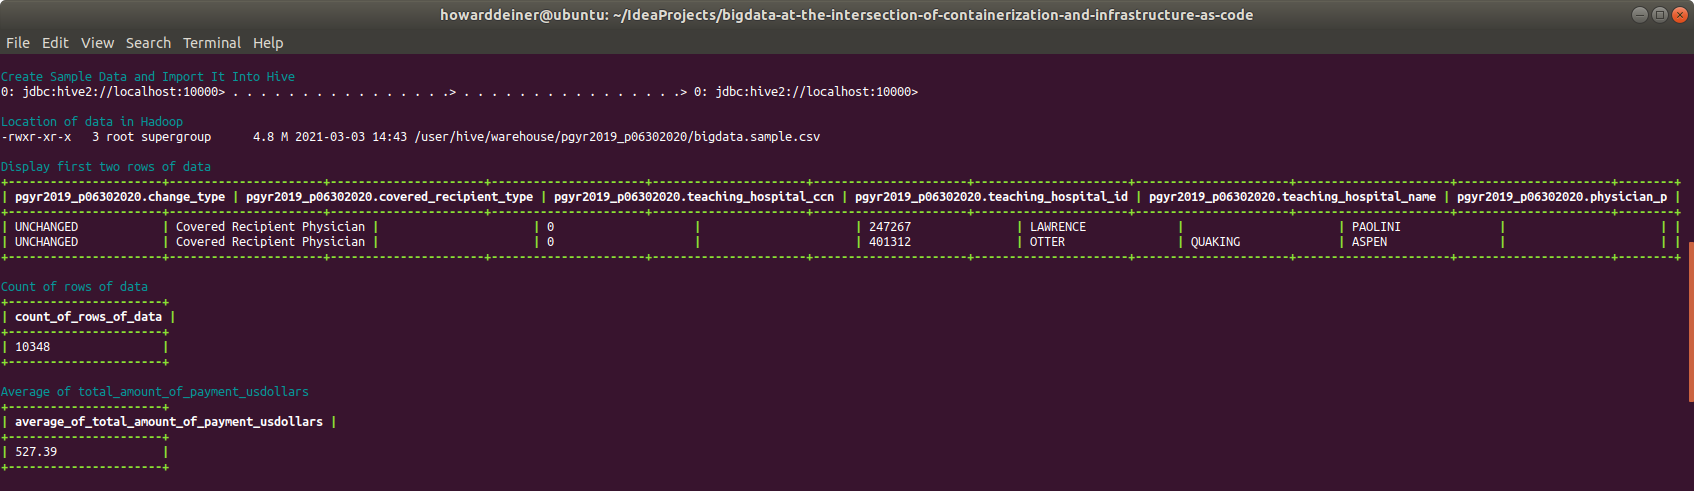 howarddeiner@ubuntu: ~/IdeaProjects/bigdata-at-the-intersection-of-containerization-and-infrastructure-as-code
File Edit View Search Terminal Help
Create Sample Data and Import It Into Hive
0: jdbc:hive2://localhost:10000> . . . . . . . . . . . . . . . .> . . . . . . . . . . . . . . . .> 0: jdbc:hive2://localhost:10000>
Location of data in Hadoop
-rwxr-xr-x   3 root supergroup      4.8 M 2021-03-03 14:43 /user/hive/warehouse/pgyr2019_p06302020/bigdata.sample.csv
Display first two rows of data
+----------------------+----------------------+----------------------+----------------------+----------------------+----------------------+----------------------+----------------------+----------------------+----------------------+--------+
| pgyr2019_p06302020.change_type | pgyr2019_p06302020.covered_recipient_type | pgyr2019_p06302020.teaching_hospital_ccn | pgyr2019_p06302020.teaching_hospital_id | pgyr2019_p06302020.teaching_hospital_name | pgyr2019_p06302020.physician_p |
+----------------------+----------------------+----------------------+----------------------+----------------------+----------------------+----------------------+----------------------+----------------------+----------------------+--------+
| UNCHANGED            | Covered Recipient Physician |                      | 0                    |                      | 247267               | LAWRENCE             |                      | PAOLINI              |                      | |
| UNCHANGED            | Covered Recipient Physician |                      | 0                    |                      | 401312               | OTTER                | QUAKING              | ASPEN                |                      | |
+----------------------+----------------------+----------------------+----------------------+----------------------+----------------------+----------------------+----------------------+----------------------+----------------------+--------+
Count of rows of data
+----------------------+
| count_of_rows_of_data |
+----------------------+
| 10348                |
+----------------------+
Average of total_amount_of_payment_usdollars
+----------------------+
| average_of_total_amount_of_payment_usdollars |
+----------------------+
| 527.39               |
+----------------------+